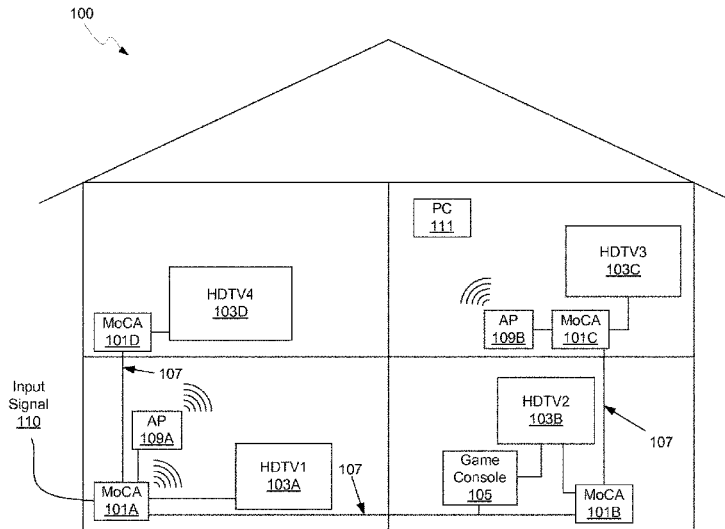 100
PC
111
HDTV3
103C
HDTV4
103D
MoCA
101D
AP
109B
MoCA
101C
107
Input
Signal
110
AP
109A
HDTV2
103B
107
HDTV1
103A
107
Game
Console
105
MoCA
101A
MoCA
101B